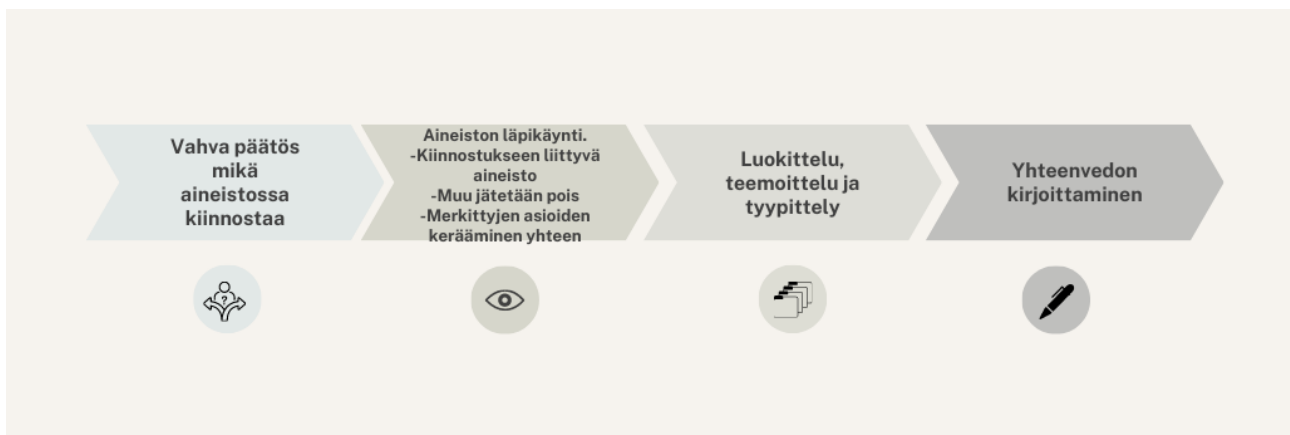 Vahva päätös
mikä
aineistossa
kiinnostaa
Aineiston läpikäynti.
-Kiinnostukseen liittyvä
aineisto
-Muu jätetään pois
-Merkittyjen asioiden
kerääminen yhteen
Luokittelu,
teemoittelu ja
tyypittely
Yhteenvedon
kirjoittaminen
?